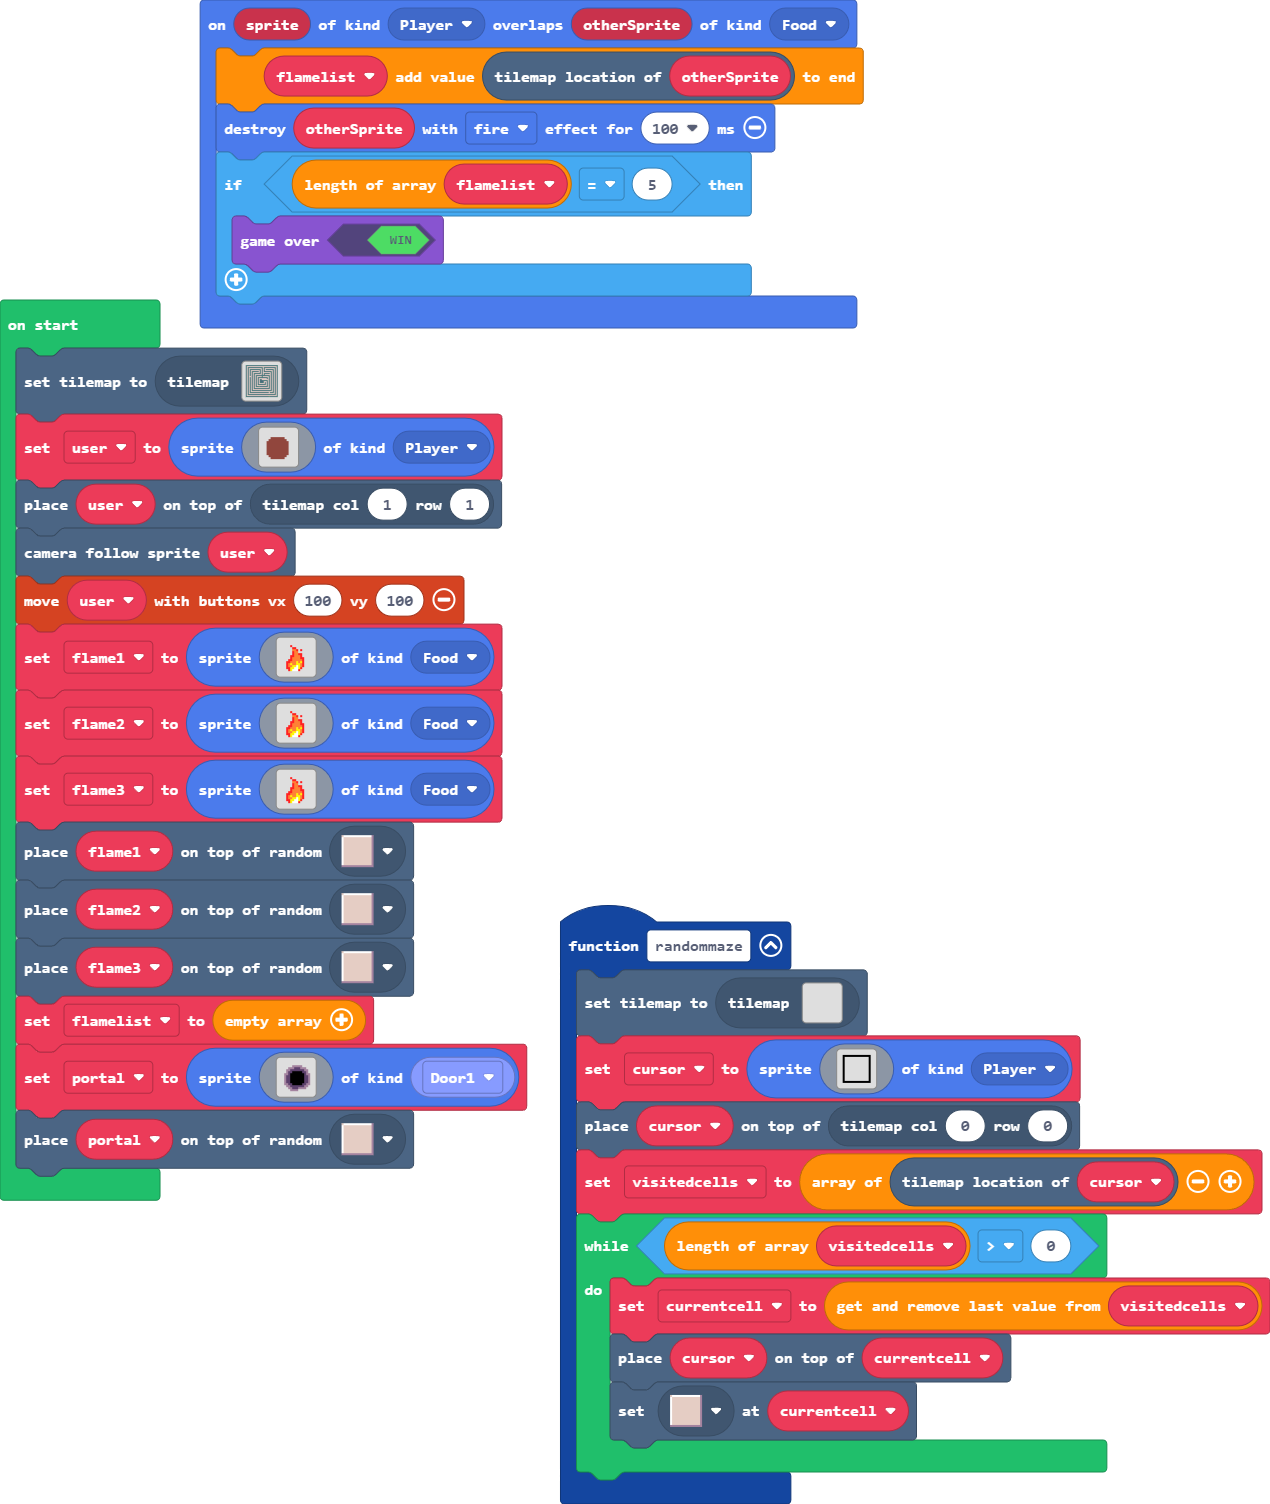 on sprite of kind Player overlaps otherSprite of kind Food
flamelist add value tilemap location of otherSprite to end
destroy otherSprite with fire effect for 100 ms
if length of array flamelist = 5 then
game over WIN
on start
set tilemap to tilemap
set user to sprite of kind Player
place user on top of tilemap col 1 row 1
camera follow sprite user
move user with buttons vx 100 vy 100
set flame1 to sprite of kind Food
set flame2 to sprite of kind Food
set flame3 to sprite of kind Food
place flame1 on top of random
place flame2 on top of random
place flame3 on top of random
set flamelist to empty array
set portal to sprite of kind Door1
place portal on top of random
function randommaze
set tilemap to tilemap
set cursor to sprite of kind Player
place cursor on top of tilemap col 0 row 0
set visitedcells to array of tilemap location of cursor
while length of array visitedcells > 0
do
set currentcell to get and remove last value from visitedcells
place cursor on top of currentcell
set at currentcell